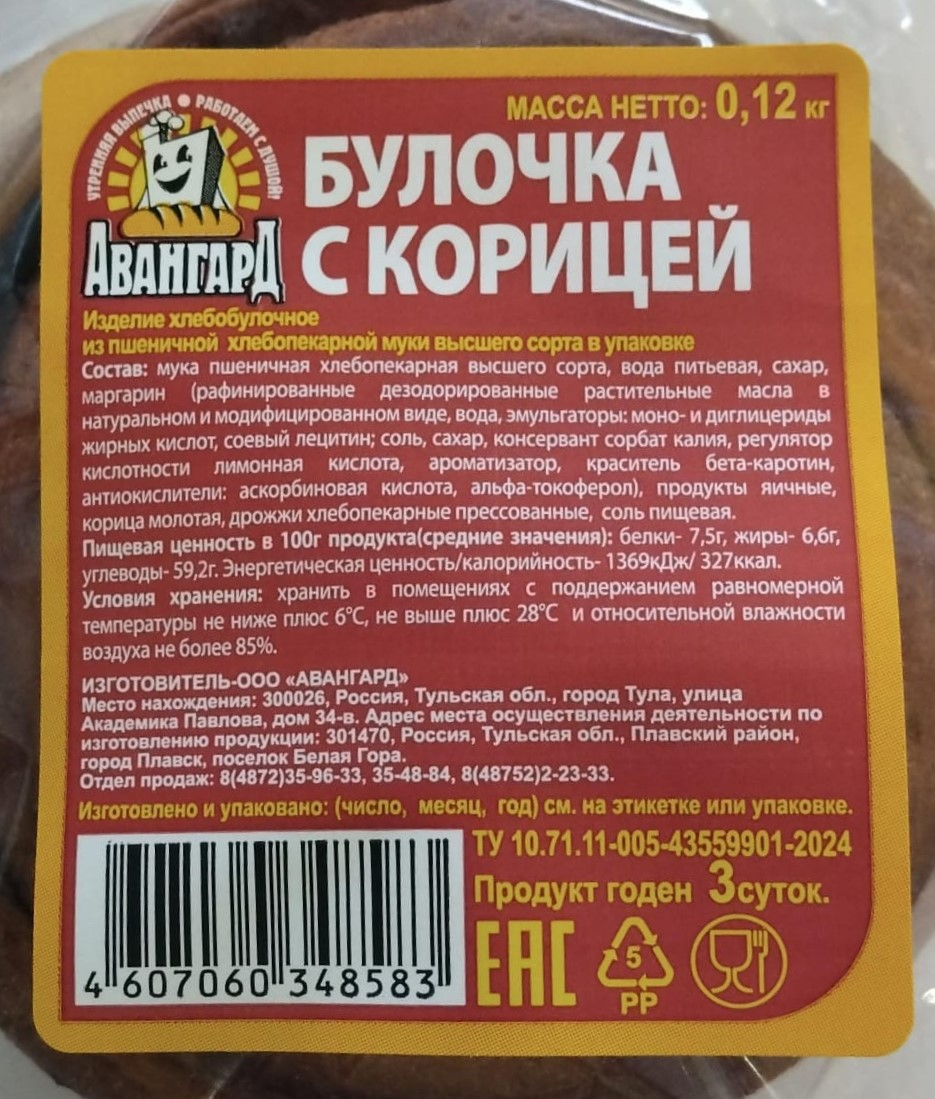 МАССА НЕТТО: 0,12 кг
УТРЕННЯЯ ВЫПЕЧКА • РАБОТАЕМ С ДУШОЙ!
АВАНГАРД
БУЛОЧКА
С КОРИЦЕЙ
Изделие хлебобулочное
из пшеничной хлебопекарной муки высшего сорта в упаковке
Состав: мука пшеничная хлебопекарная высшего сорта, вода питьевая, сахар,
маргарин (рафинированные дезодорированные растительные масла в
натуральном и модифицированном виде, вода, эмульгаторы: моно- и диглицериды
жирных кислот, соевый лецитин; соль, сахар, консервант сорбат калия, регулятор
кислотности лимонная кислота, ароматизатор, краситель бета-каротин,
антиокислители: аскорбиновая кислота, альфа-токоферол), продукты яичные,
корица молотая, дрожжи хлебопекарные прессованные, соль пищевая.
Пищевая ценность в 100г продукта(средние значения): белки- 7,5г, жиры- 6,6г,
углеводы- 59,2г. Энергетическая ценность/калорийность- 1369кДж/ 327ккал.
Условия хранения: хранить в помещениях с поддержанием равномерной
температуры не ниже плюс 6°С, не выше плюс 28°С и относительной влажности
воздуха не более 85%.
ИЗГОТОВИТЕЛЬ-ООО «АВАНГАРД»
Место нахождения: 300026, Россия, Тульская обл., город Тула, улица
Академика Павлова, дом 34-в. Адрес места осуществления деятельности по
изготовлению продукции: 301470, Россия, Тульская обл., Плавский район,
город Плавск, поселок Белая Гора.
Отдел продаж: 8(4872)35-96-33, 35-48-84, 8(48752)2-23-33.
Изготовлено и упаковано: (число, месяц, год) см. на этикетке или упаковке.
ТУ 10.71.11-005-43559901-2024
Продукт годен 3суток.
4 607060 348583
ЕАС
5
PP